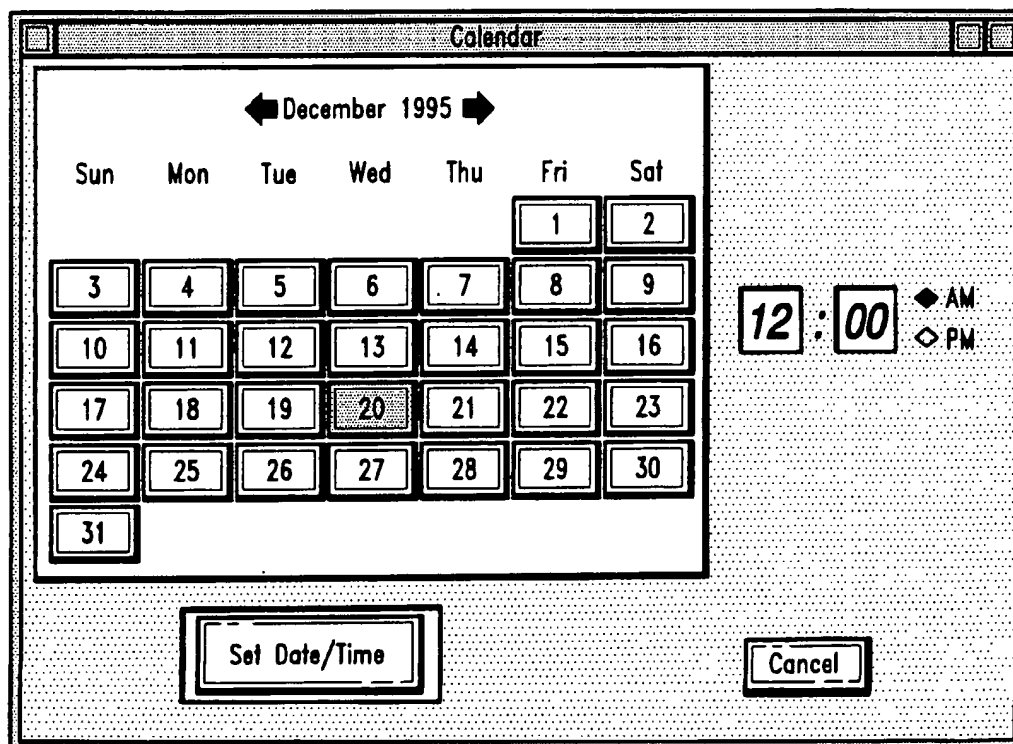 Calendar
December 1995
Sun Mon Tue Wed Thu Fri Sat
1 2
3 4 5 6 7 8 9
10 11 12 13 14 15 16
17 18 19 20 21 22 23
24 25 26 27 28 29 30
31
12 : 00
AM
PM
Set Date/Time
Cancel